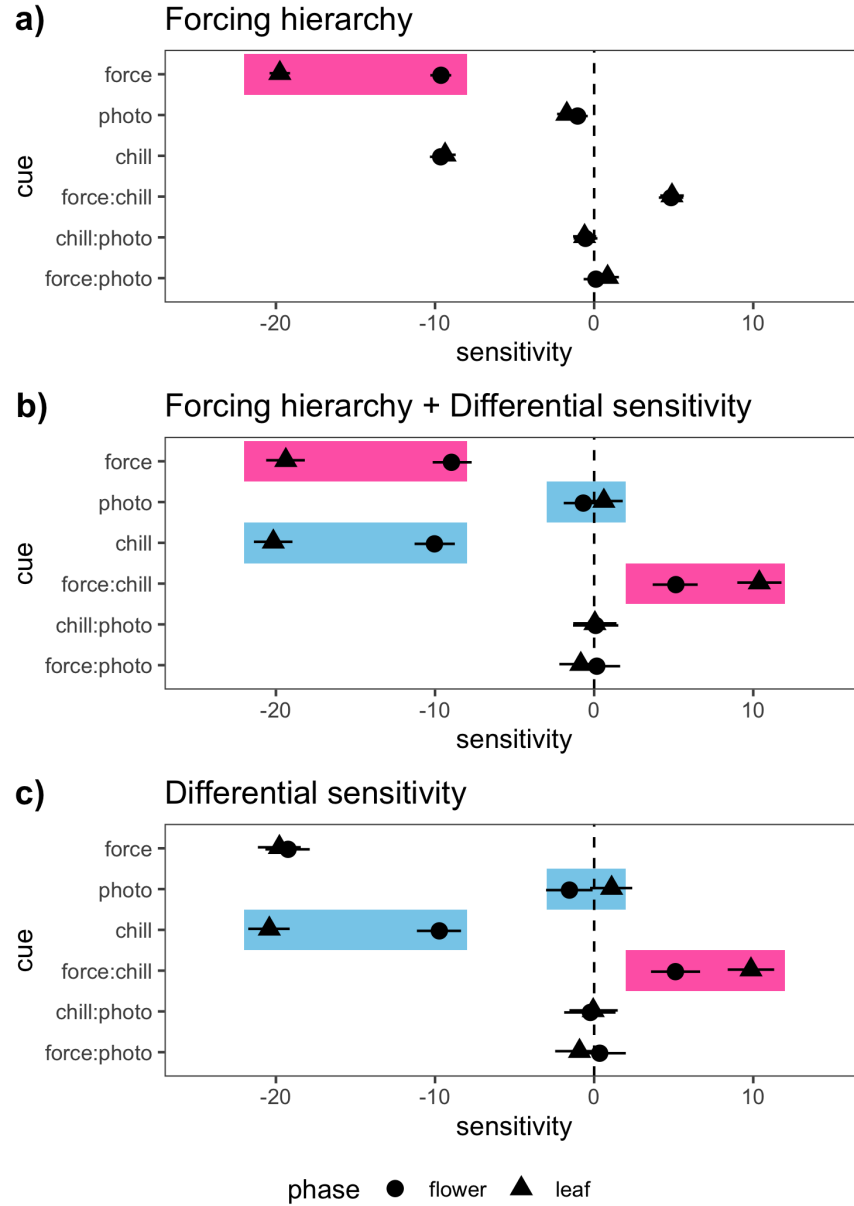 a) Forcing hierarchy
force
photo
chill
force:chill
chill:photo
force:photo
cue
-20 -10 0 10
sensitivity
b) Forcing hierarchy + Differential sensitivity
force
photo
chill
force:chill
chill:photo
force:photo
cue
-20 -10 0 10
sensitivity
c) Differential sensitivity
force
photo
chill
force:chill
chill:photo
force:photo
cue
-20 -10 0 10
sensitivity
phase flower leaf